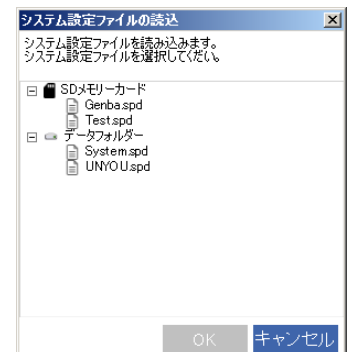 システム設定ファイルの読込
システム設定ファイルを読み込みます。
システム設定ファイルを選択してください。
SDメモリーカード
Genba.spd
Test.spd
データフォルダー
System.spd
UNYOU.spd
OK
キャンセル